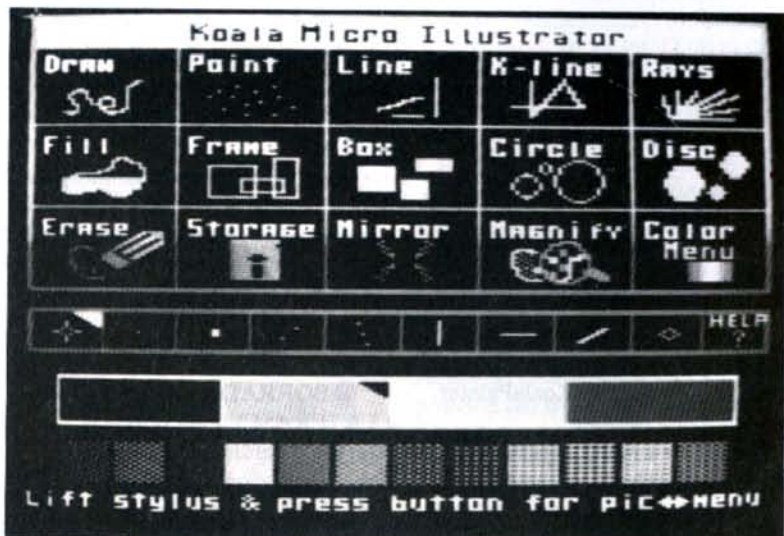 Koala Micro Illustrator
Draw Paint Line K-line Rays
Fill Frame Box Circle Disc
Erase Storage Mirror Magnify Color
Menu
HELP
?
Lift stylus & press button for pic↔menu